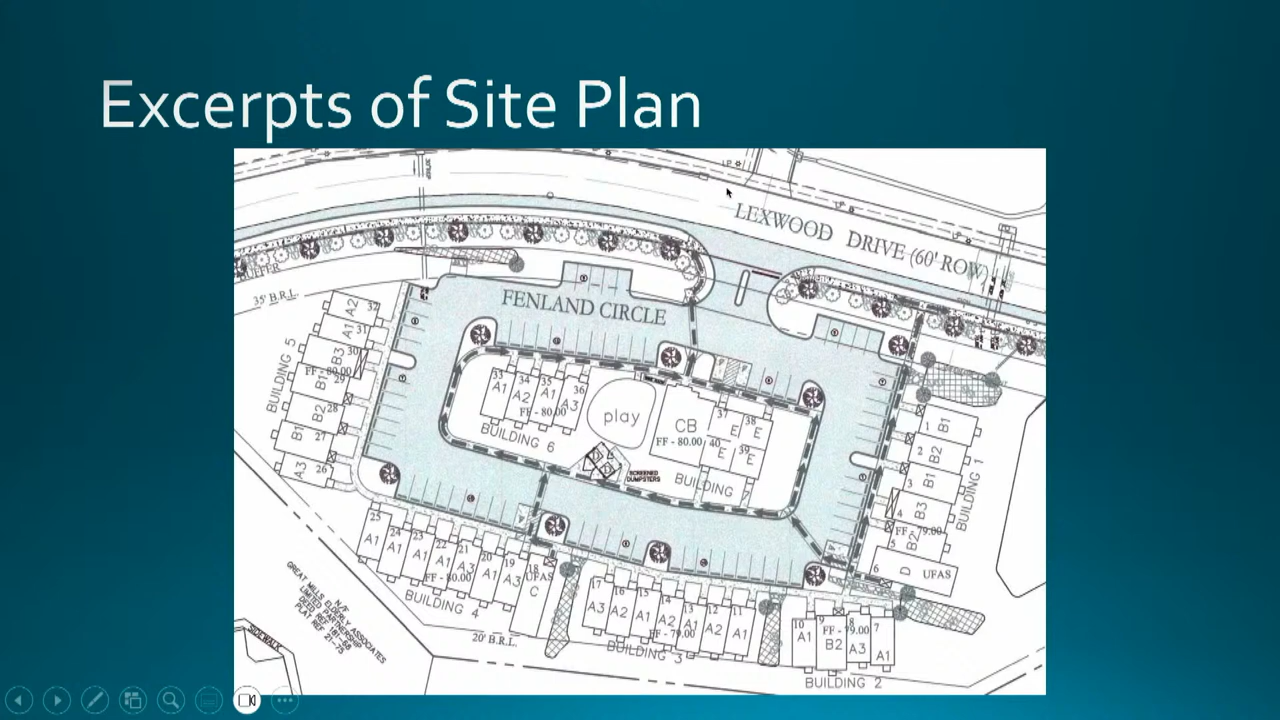 Excerpts of Site Plan
LP
LEXWOOD DRIVE (60' ROW)
LP
BUFFER
35' B.R.L.
FENLAND CIRCLE
BUILDING 5
A2 32
A1 31
B3 30
FF - 80.00
B1 29
B2 28
B1 27
A3 26
33 34 35 36
A1 A2 A1 A3
FF - 80.00
BUILDING 6
play
SCREENED
DUMPSTERS
CB
FF - 80.00
37 38
E E
40 39
E E
BUILDING 7
1 B1
2 B2
3 B1
4 B3
FF - 79.00
5 B2
6 D UFAS
BUILDING 1
25 24 23 22 21 20 19 18
A1 A1 A1 A1 A1 A1 A3
UFAS
C
FF - 80.00
BUILDING 4
17 16 15 14 13 12 11
A3 A2 A1 A2 A1 A2 A1
FF - 79.00
BUILDING 3
10 9 8 7
FF - 79.00
A1 B2 A3 A1
BUILDING 2
20' B.R.L.
N/F
GREAT MILLS ELDERLY ASSOCIATES
LIMITED PARTNERSHIP
SIDEWALK